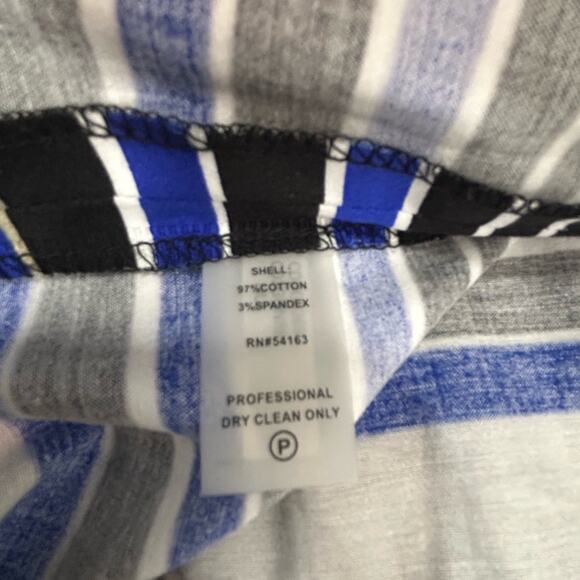 SHELL:
97%COTTON
3%SPANDEX
RN#54163
PROFESSIONAL
DRY CLEAN ONLY
P